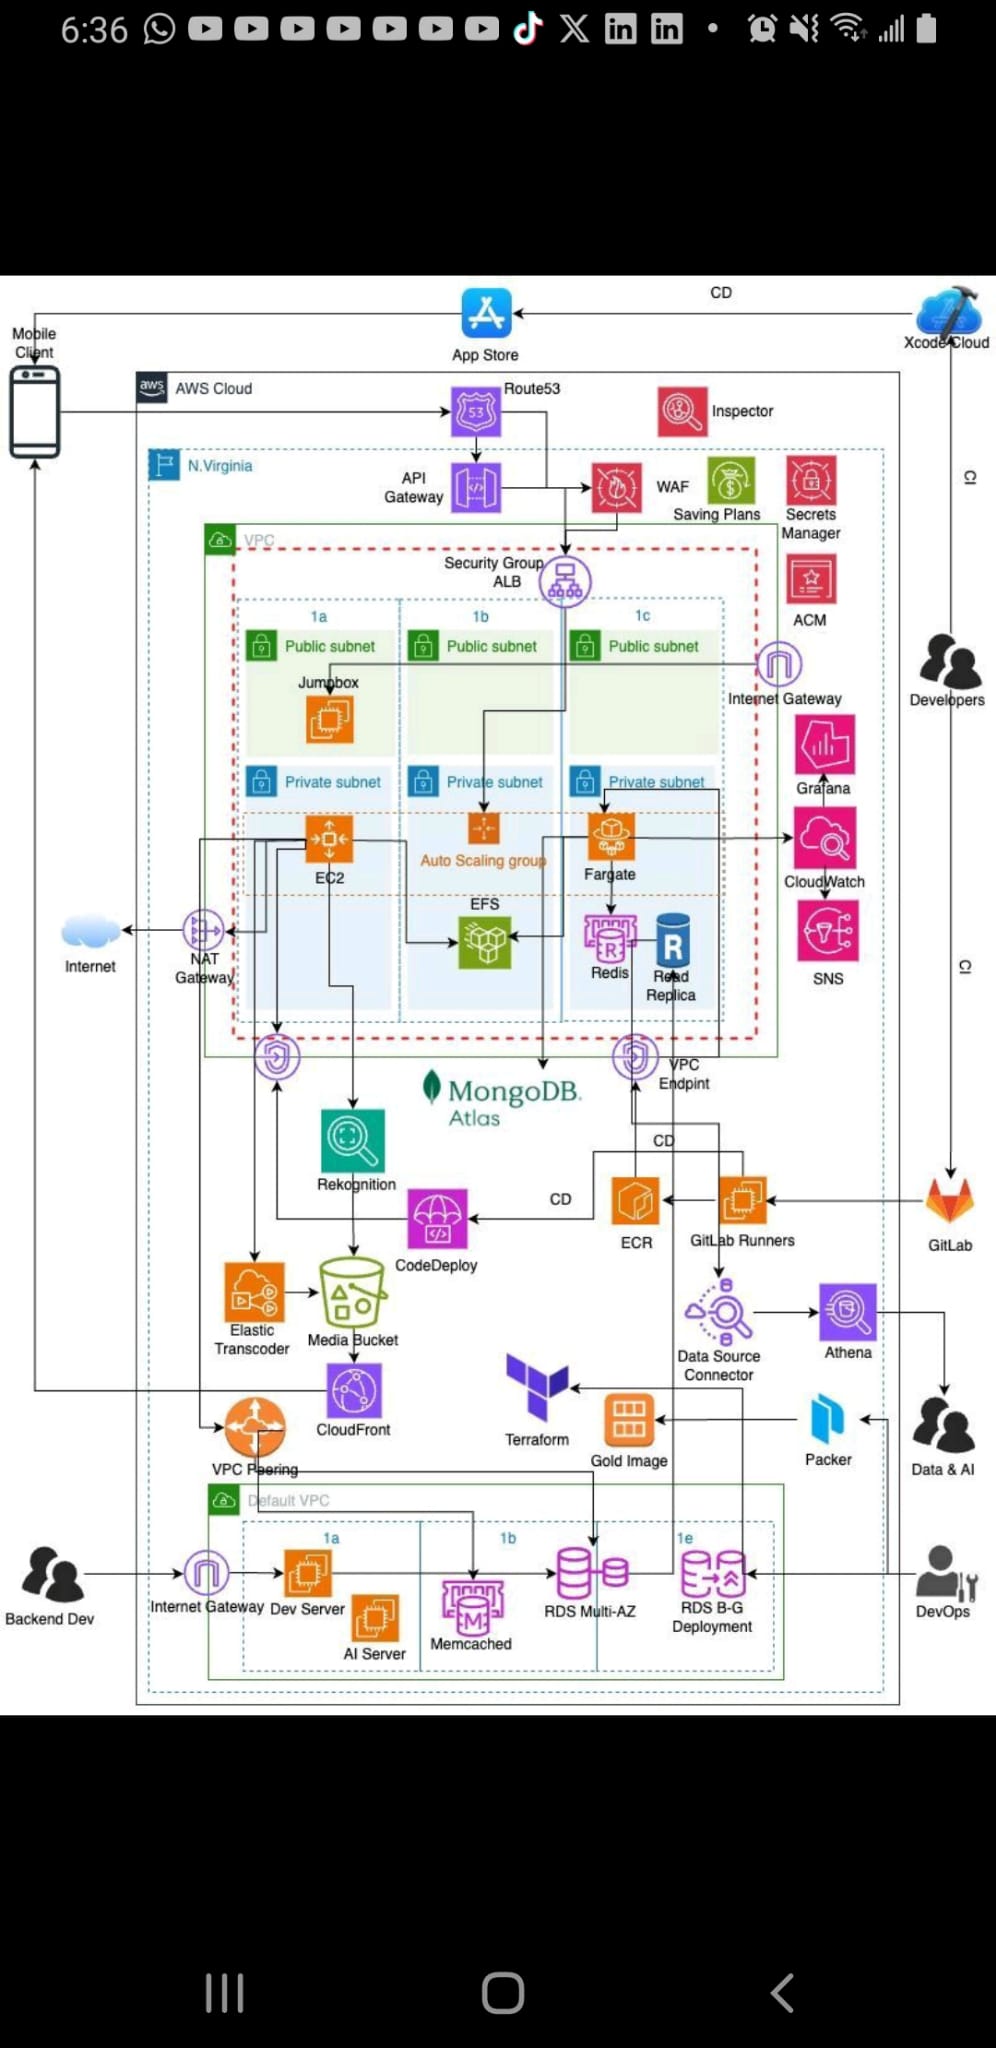 6:36
CD
App Store
Xcode Cloud
Mobile
Client
aws
AWS Cloud
Route53
53
Inspector
N.Virginia
API
Gateway
WAF
Saving Plans
Secrets
Manager
CI
VPC
Security Group
ALB
ACM
1a
1b
1c
Public subnet
Public subnet
Public subnet
Jumpbox
Internet Gateway
Developers
Private subnet
Private subnet
Private subnet
Grafana
EC2
Auto Scaling group
Fargate
CloudWatch
EFS
Internet
NAT
Gateway
R
Redis
R
Read
Replica
SNS
CI
VPC
Endpint
MongoDB.
Atlas
CD
Rekognition
CD
CodeDeploy
ECR
GitLab Runners
GitLab
Elastic
Transcoder
Media Bucket
Data Source
Connector
Athena
CloudFront
Terraform
Gold Image
Packer
Data & AI
VPC Peering
Default VPC
1a
1b
1e
Backend Dev
Internet Gateway
Dev Server
AI Server
M
Memcached
RDS Multi-AZ
RDS B-G
Deployment
DevOps